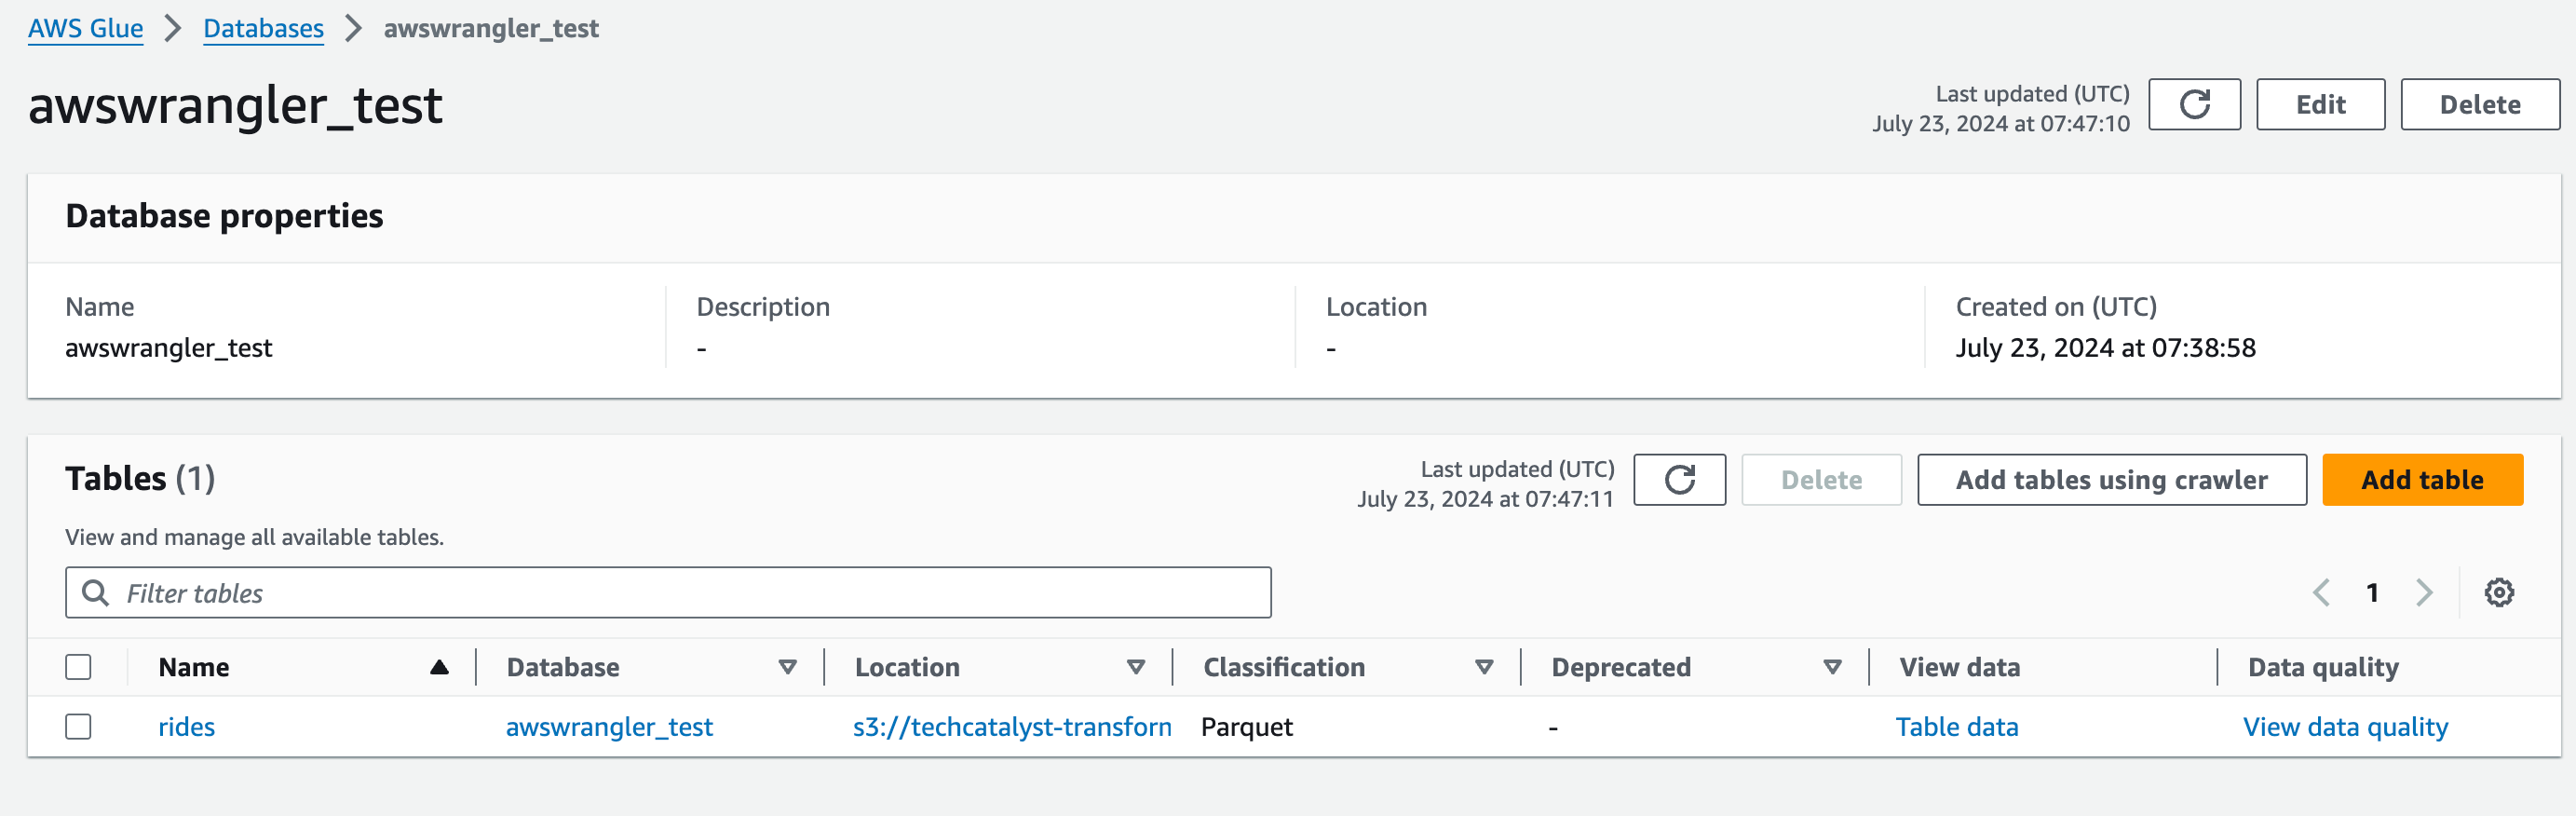 AWS Glue > Databases > awswrangler_test
awswrangler_test
Last updated (UTC)
July 23, 2024 at 07:47:10
Edit
Delete
Database properties
Name
awswrangler_test
Description
-
Location
-
Created on (UTC)
July 23, 2024 at 07:38:58
Tables (1)
Last updated (UTC)
July 23, 2024 at 07:47:11
Delete
Add tables using crawler
Add table
View and manage all available tables.
Filter tables
1
Name Database Location Classification Deprecated View data Data quality
rides awswrangler_test s3://techcatalyst-transforn Parquet - Table data View data quality